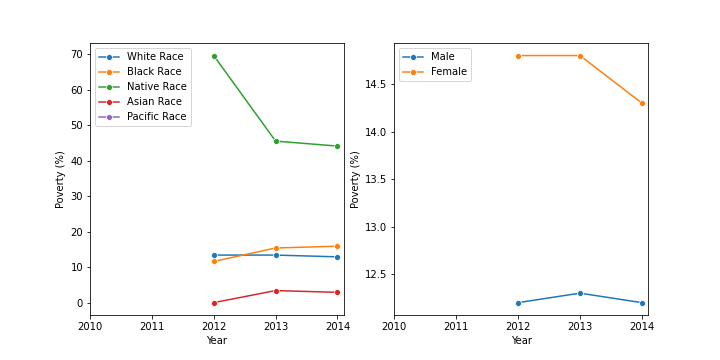 White Race
Black Race
Native Race
Asian Race
Pacific Race
Poverty (%)
70
60
50
40
30
20
10
0
2010 2011 2012 2013 2014
Year
Male
Female
Poverty (%)
14.5
14.0
13.5
13.0
12.5
2010 2011 2012 2013 2014
Year